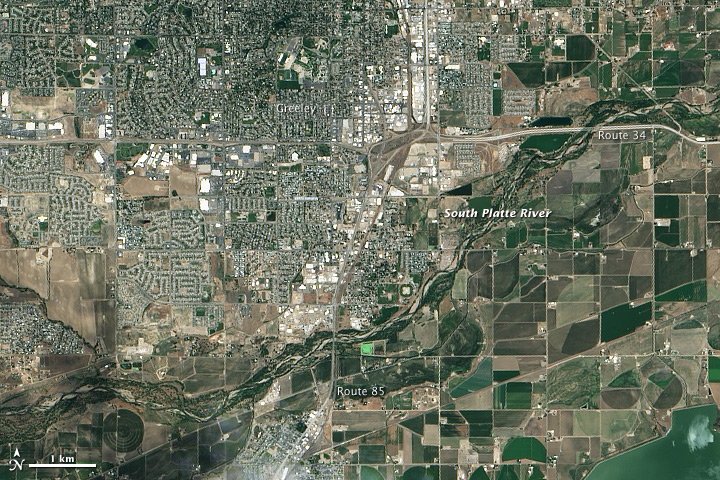 Greeley
Route 34
South Platte River
Route 85
N
1 km